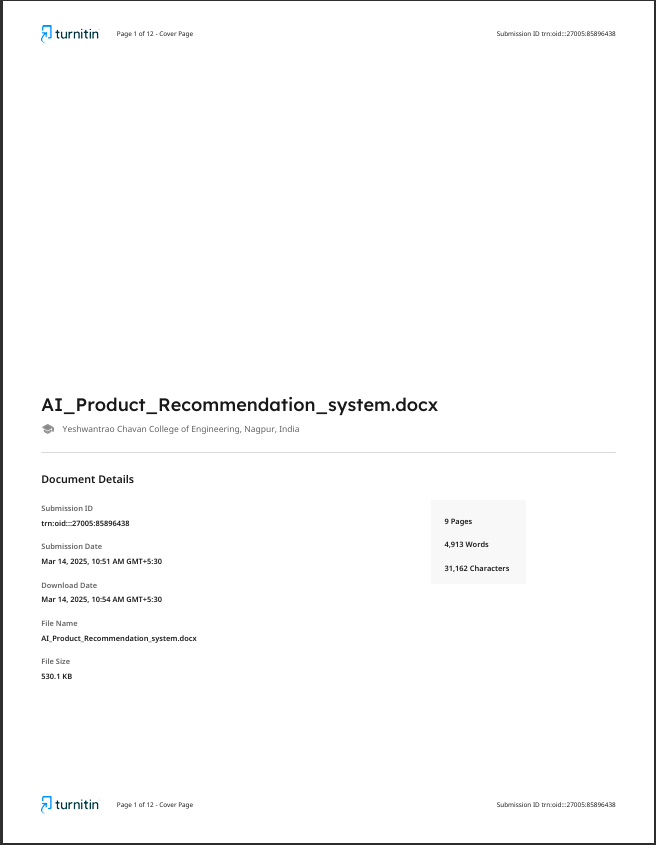 turnitin Page 1 of 12 - Cover Page Submission ID trn:oid:::27005:85896438
AI_Product_Recommendation_system.docx
Yeshwantrao Chavan College of Engineering, Nagpur, India
Document Details
Submission ID
trn:oid:::27005:85896438
Submission Date
Mar 14, 2025, 10:51 AM GMT+5:30
Download Date
Mar 14, 2025, 10:54 AM GMT+5:30
File Name
AI_Product_Recommendation_system.docx
File Size
530.1 KB
9 Pages
4,913 Words
31,162 Characters
turnitin Page 1 of 12 - Cover Page Submission ID trn:oid:::27005:85896438